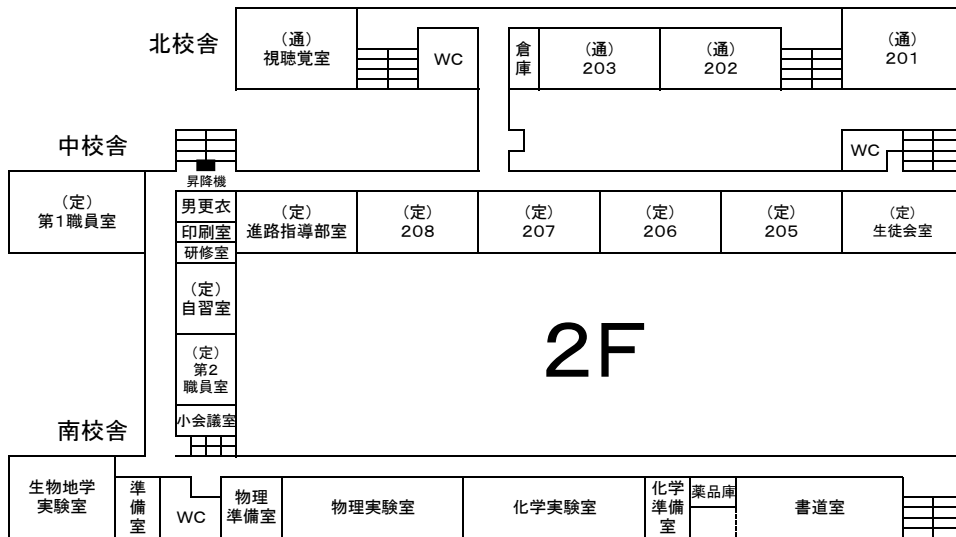 北校舎
（通）
視聴覚室
WC
倉
庫
（通）
203
（通）
202
（通）
201
中校舎
WC
昇降機
（定）
第1職員室
男更衣
印刷室
研修室
（定）
進路指導部室
（定）
208
（定）
207
（定）
206
（定）
205
（定）
生徒会室
（定）
自習室
（定）
第2
職員室
小会議室
2F
南校舎
生物地学
実験室
準
備
室
WC
物理
準備室
物理実験室
化学実験室
化学
準備
室
薬品庫
書道室